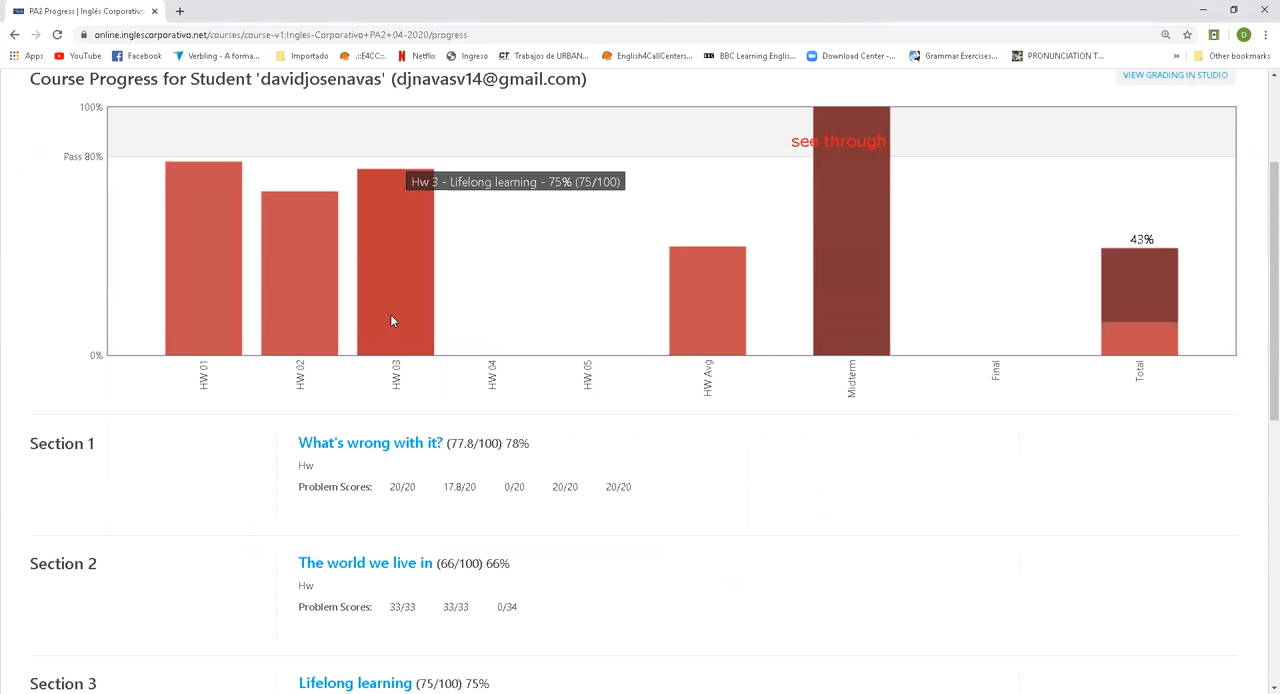 PA2 Progress | Inglés Corporativo
online.inglescorporativo.net/courses/course-v1:Ingles-Corporativo+PA2+04-2020/progress
D
Apps YouTube Facebook Verbling - A forma... Importado .::E4CC::. Netflix Ingreso CT Trabajos de URBAN... English4CallCenters... BBC Learning Englis... Download Center -... Grammar Exercises... PRONUNCIATION T... » Other bookmarks
Course Progress for Student 'davidjosenavas' (djnavasv14@gmail.com)
VIEW GRADING IN STUDIO
100%
see through
Pass 80%
Hw 3 - Lifelong learning - 75% (75/100)
43%
0%
HW 01
HW 02
HW 03
HW 04
HW 05
HW Avg
Midterm
Final
Total
Section 1
What's wrong with it? (77.8/100) 78%
Hw
Problem Scores: 20/20 17.8/20 0/20 20/20 20/20
Section 2
The world we live in (66/100) 66%
Hw
Problem Scores: 33/33 33/33 0/34
Section 3
Lifelong learning (75/100) 75%